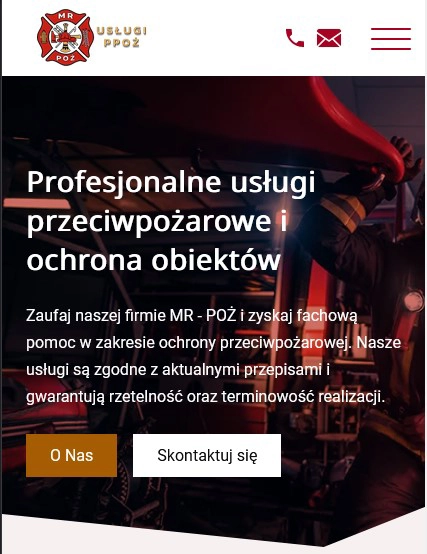 MR
POŻ
USŁUGI
PPOŻ
Profesjonalne usługi
przeciwpożarowe i
ochrona obiektów
Zaufaj naszej firmie MR - POŻ i zyskaj fachową
pomoc w zakresie ochrony przeciwpożarowej. Nasze
usługi są zgodne z aktualnymi przepisami i
gwarantują rzetelność oraz terminowość realizacji.
O Nas
Skontaktuj się